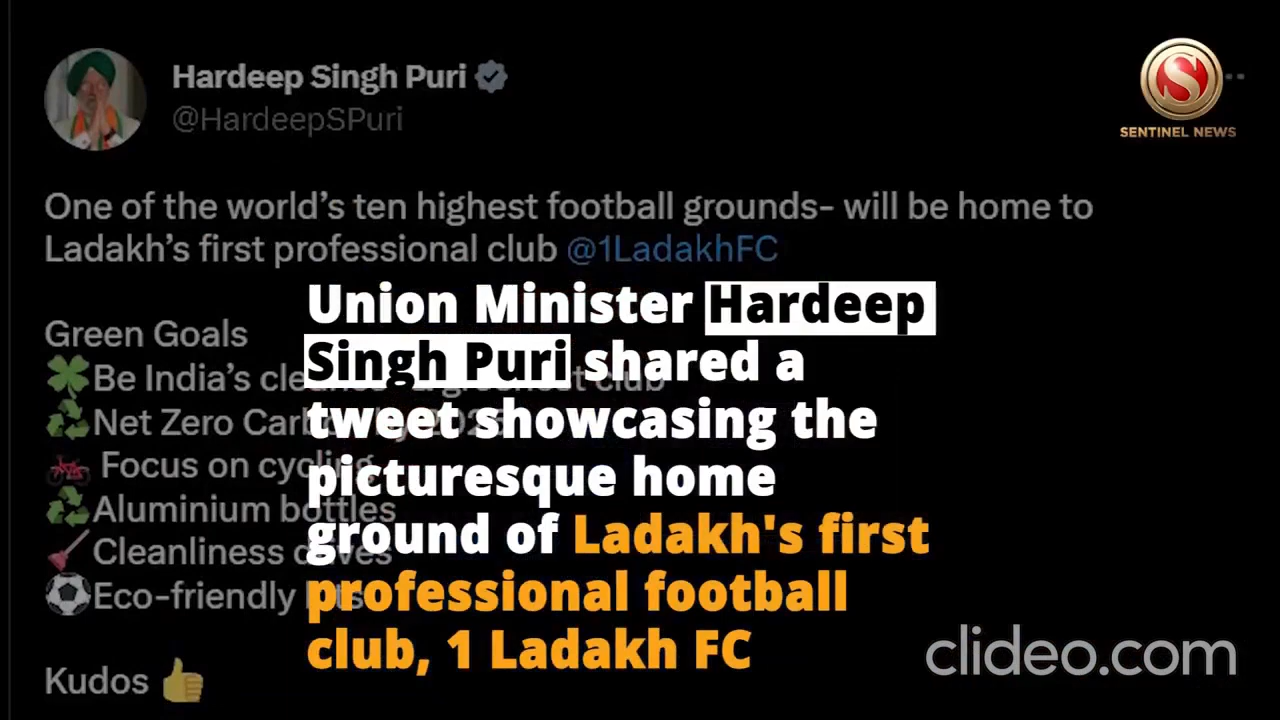 Hardeep Singh Puri
@HardeepSPuri
SENTINEL NEWS
One of the world's ten highest football grounds- will be home to
Ladakh's first professional club @1LadakhFC
Green Goals
Be India's club
Net Zero
Focus on cycling
Aluminium bottles
Cleanliness
Eco-friendly
Kudos
Union Minister Hardeep
Singh Puri shared a
tweet showcasing the
picturesque home
ground of Ladakh's first
professional football
club, 1 Ladakh FC
clideo.com